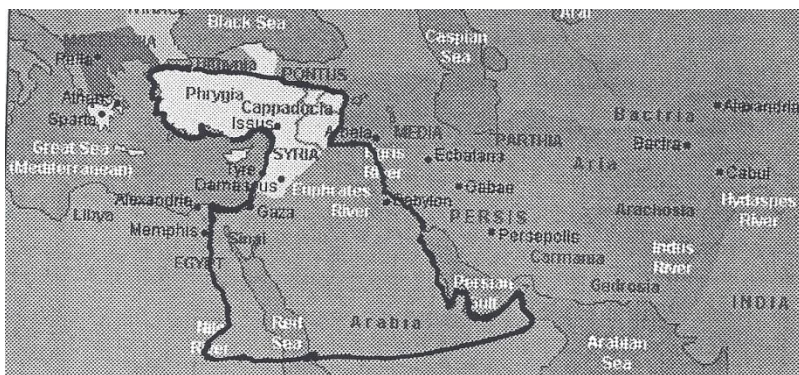 Black Sea
Aral
Caspian
Sea
MACEDONIA
Pella
Bithynia
PONTUS
Phrygia
Cappadocia
Athens
Sparta
Issus
Arbela
MEDIA
PARTHIA
Bactria
Alexandria
Great Sea
(Mediterranean)
SYRIA
Ecbatana
Aria
Bactra
Tyre
Damascus
Euphrates
River
Gabae
Cabul
Alexandria
Gaza
Babylon
Libya
Memphis
Sinai
PERSIS
Persepolis
Arachosia
Hydaspes
River
EGYPT
Carmania
Indus
River
Persian
Gulf
Gedrosia
Nile
River
Red
Sea
Arabia
INDIA
Arabian
Sea